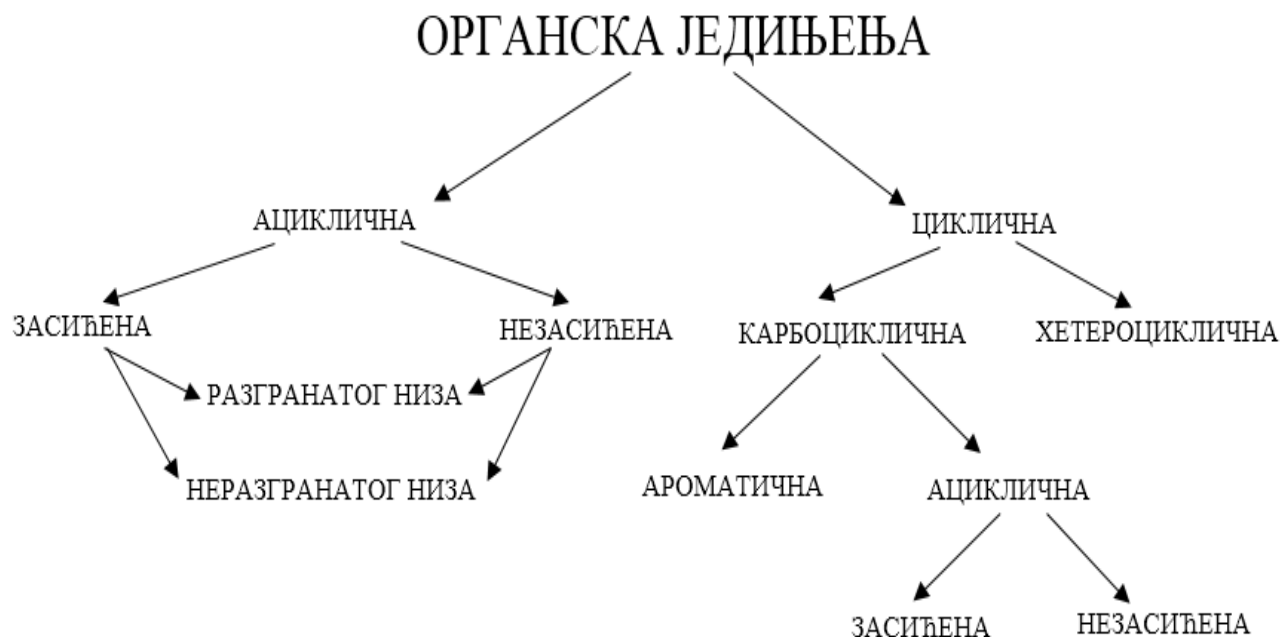 ОРГАНСКА ЈЕДИЊЕЊА
АЦИКЛИЧНА
ЦИКЛИЧНА
ЗАСИЋЕНА
НЕЗАСИЋЕНА
КАРБОЦИКЛИЧНА
ХЕТЕРОЦИКЛИЧНА
РАЗГРАНАТОГ НИЗА
НЕРАЗГРАНАТОГ НИЗА
АРОМАТИЧНА
АЦИКЛИЧНА
ЗАСИЋЕНА
НЕЗАСИЋЕНА